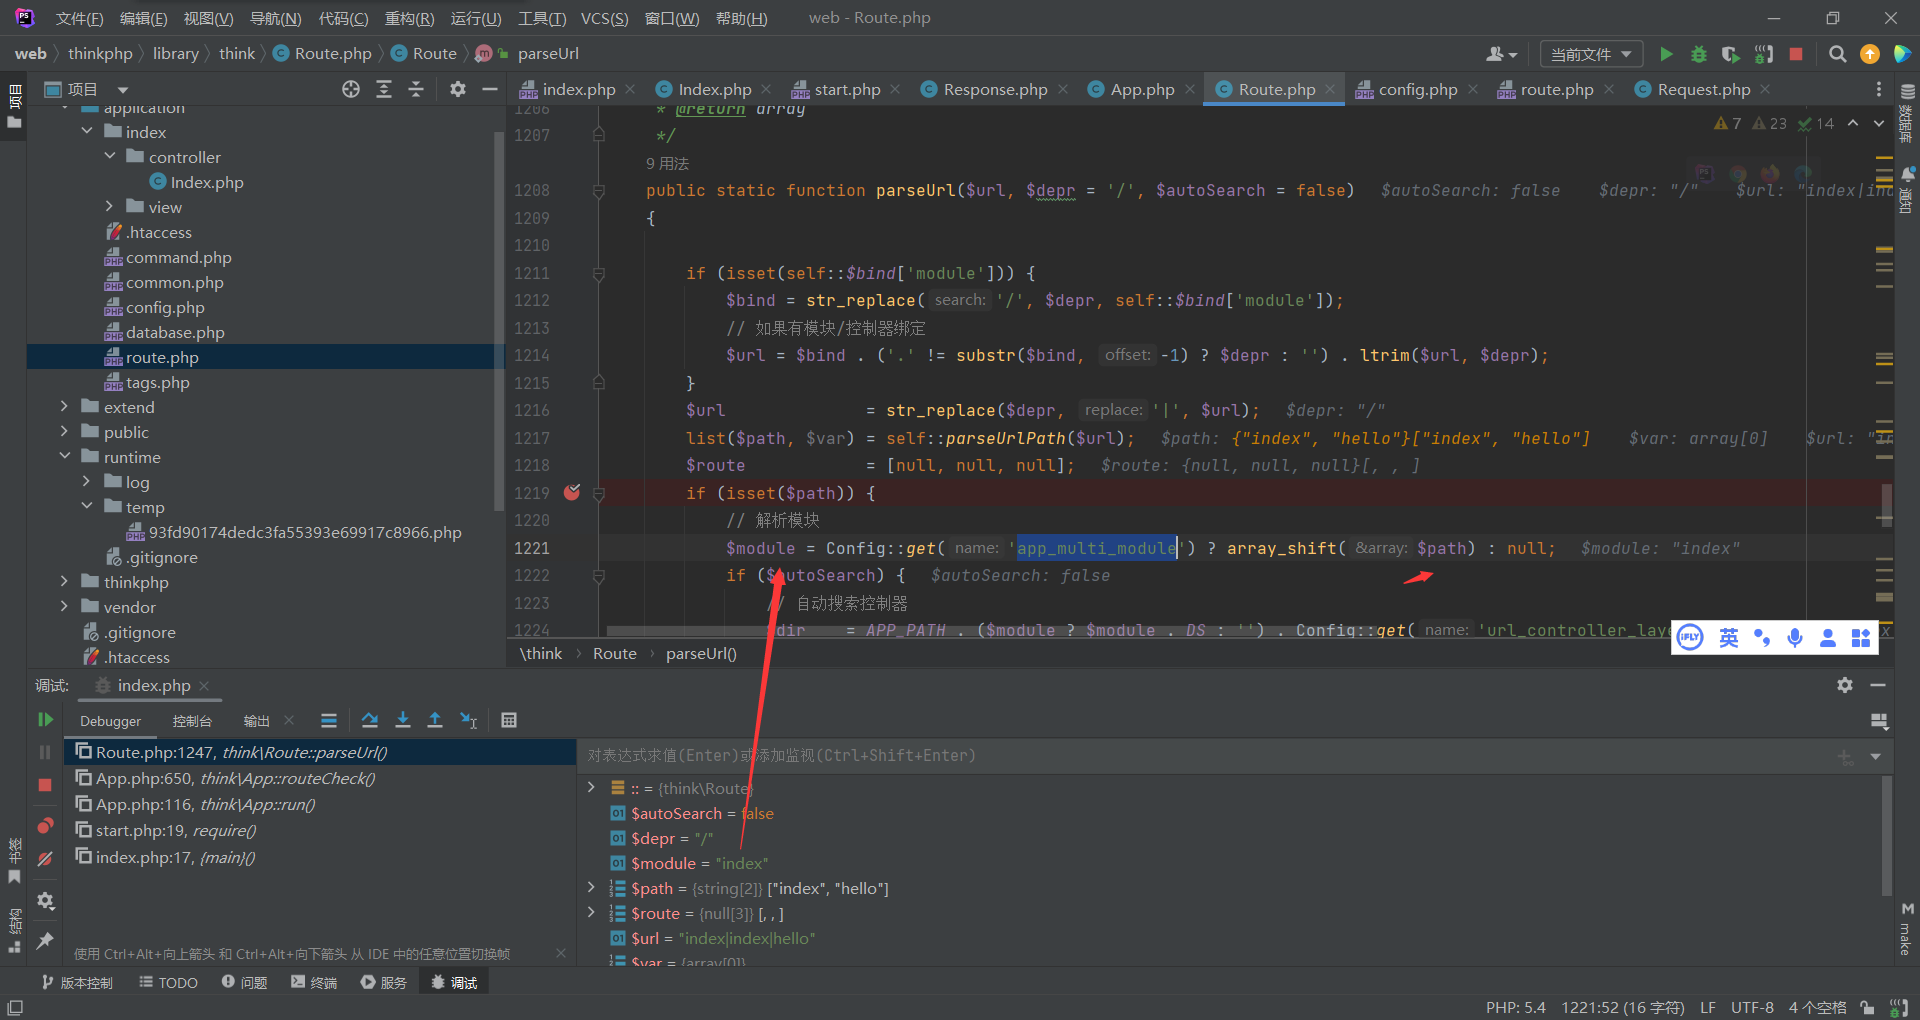 文件(F) 编辑(E) 视图(V) 导航(N) 代码(C) 重构(R) 运行(U) 工具(T) VCS(S) 窗口(W) 帮助(H) web - Route.php
web thinkphp library think Route.php Route parseUrl 当前文件
项目
index.php Index.php start.php Response.php App.php Route.php config.php route.php Request.php
application
index
controller
Index.php
view
.htaccess
command.php
common.php
config.php
database.php
route.php
tags.php
extend
public
runtime
log
temp
93fd90174dedc3fa55393e69917c8966.php
.gitignore
thinkphp
vendor
.gitignore
.htaccess
7 23 14
1206 * @return array
1207 */
9 用法
1208 public static function parseUrl($url, $depr = '/', $autoSearch = false) $autoSearch: false $depr: "/" $url: "index|ind
1209 {
1210
1211 if (isset(self::$bind['module'])) {
1212 $bind = str_replace( search: '/', $depr, self::$bind['module']);
1213 // 如果有模块/控制器绑定
1214 $url = $bind . ('.' != substr($bind, offset: -1) ? $depr : '') . ltrim($url, $depr);
1215 }
1216 $url = str_replace($depr, replace: '|', $url); $depr: "/"
1217 list($path, $var) = self::parseUrlPath($url); $path: {"index", "hello"}["index", "hello"] $var: array[0] $url: "in
1218 $route = [null, null, null]; $route: {null, null, null}[, , ]
1219 if (isset($path)) {
1220 // 解析模块
1221 $module = Config::get( name: 'app_multi_module') ? array_shift( &array: $path) : null; $module: "index"
1222 if ($autoSearch) { $autoSearch: false
1223 // 自动搜索控制器
1224 $dir = APP_PATH . ($module ? $module . DS : '') . Config::get( name: 'url_controller_laye
\think Route parseUrl()
iFLY 英
数据库
通知
调试: index.php
Debugger 控制台 输出
Route.php:1247, think\Route::parseUrl()
App.php:650, think\App::routeCheck()
App.php:116, think\App::run()
start.php:19, require()
index.php:17, {main}()
使用 Ctrl+Alt+向上箭头 和 Ctrl+Alt+向下箭头 从 IDE 中的任意位置切换帧
对表达式求值(Enter)或添加监视(Ctrl+Shift+Enter)
:: = {think\Route}
$autoSearch = false
$depr = "/"
$module = "index"
$path = {string[2]} ["index", "hello"]
$route = {null[3]} [, , ]
$url = "index|index|hello"
$var = {array[0]}
书签
结构
make
版本控制 TODO 问题 终端 服务 调试
PHP: 5.4 1221:52 (16 字符) LF UTF-8 4 个空格